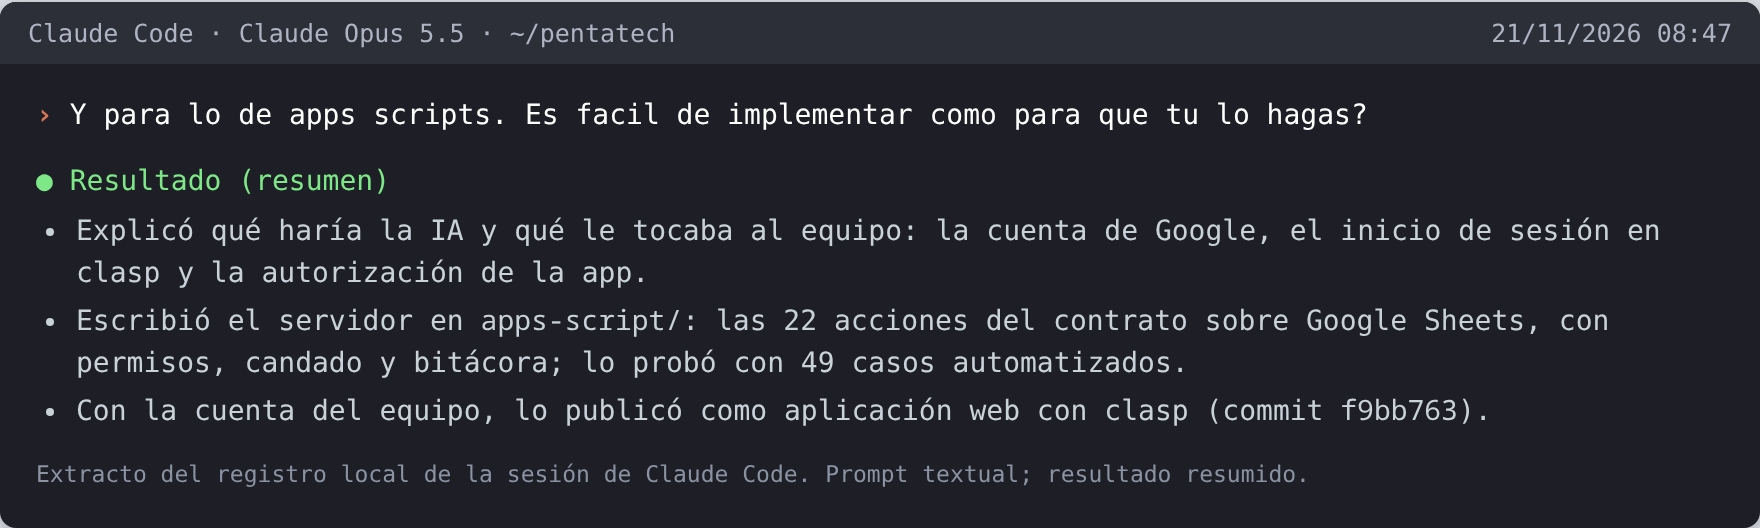 Claude Code · Claude Opus 5.5 · ~/pentatech
21/11/2026 08:47
› Y para lo de apps scripts. Es facil de implementar como para que tu lo hagas?
● Resultado (resumen)
• Explicó qué haría la IA y qué le tocaba al equipo: la cuenta de Google, el inicio de sesión en
clasp y la autorización de la app.
• Escribió el servidor en apps-script/: las 22 acciones del contrato sobre Google Sheets, con
permisos, candado y bitácora; lo probó con 49 casos automatizados.
• Con la cuenta del equipo, lo publicó como aplicación web con clasp (commit f9bb763).
Extracto del registro local de la sesión de Claude Code. Prompt textual; resultado resumido.